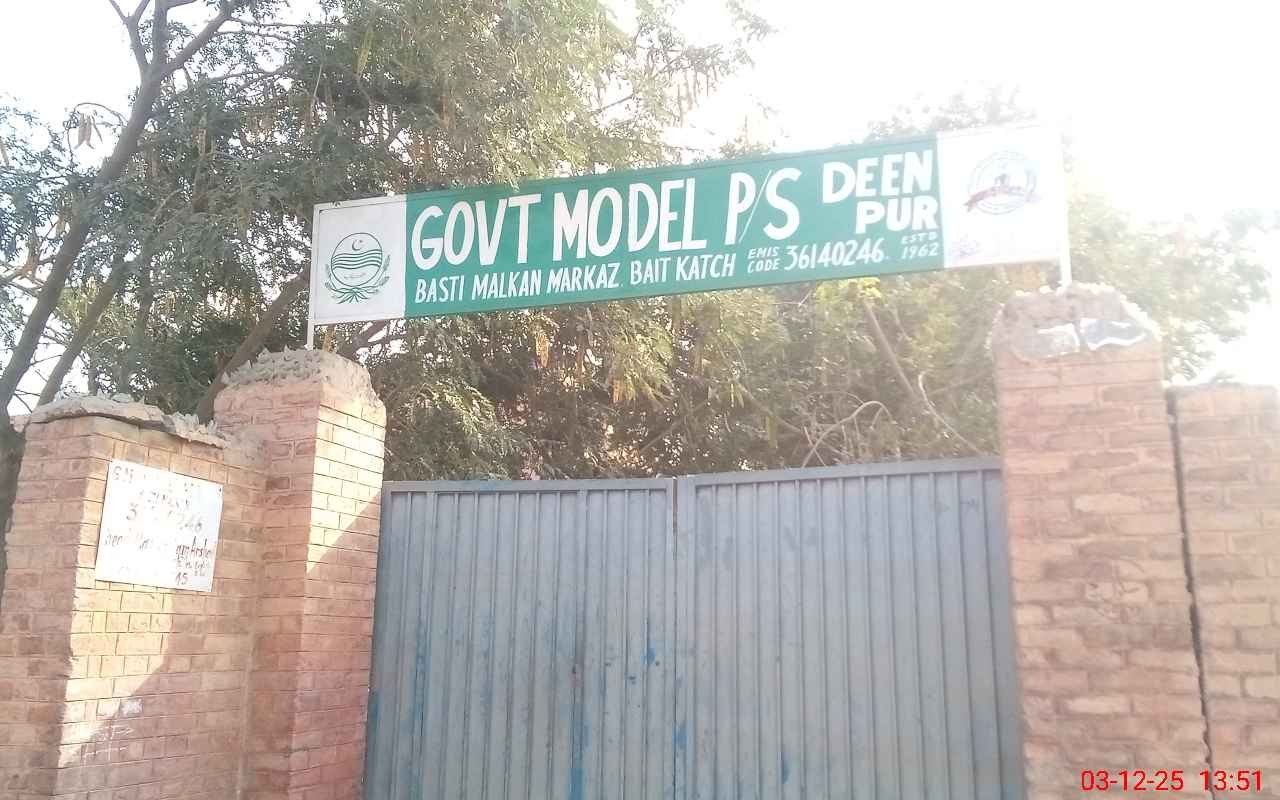 GOVT MODEL P/S DEEN PUR
BASTI MALKAN MARKAZ. BAIT KATCH EMIS CODE 36140246. ESTD 1962
03-12-25 13:51